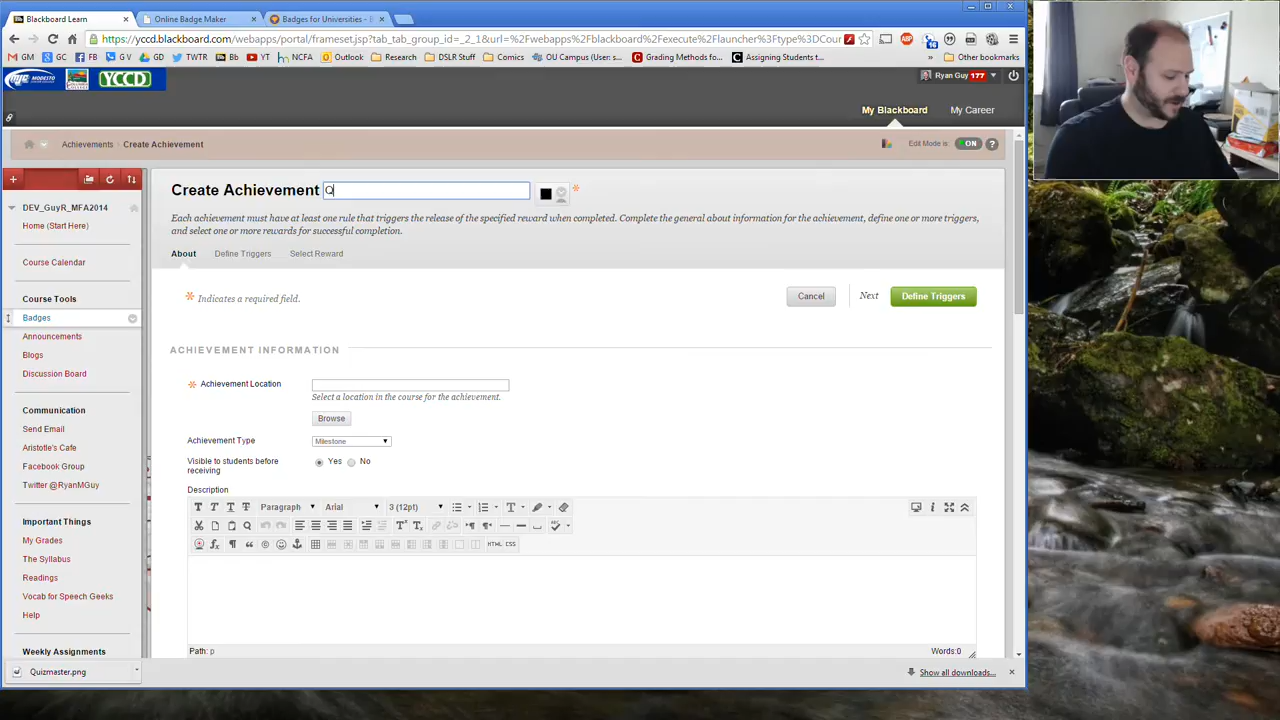 Blackboard Learn
Online Badge Maker
Badges for Universities - B
https://yccd.blackboard.com/webapps/portal/frameset.jsp?tab_tab_group_id=_2_1&url=%2Fwebapps%2Fblackboard%2Fexecute%2Flauncher%3Ftype%3DCour
GM
FB
GV
GD
TWTR
Bb
YT
NCFA
Outlook
Research
DSLR Stuff
Comics
OU Campus (User: s...
Grading Methods fo...
Assigning Students t...
»
Other bookmarks
MJC
YCCD
Ryan Guy 177
My Blackboard
My Career
Achievements
Create Achievement
Edit Mode is:
ON
?
DEV_GuyR_MFA2014
Home (Start Here)
Course Calendar
Course Tools
Badges
Announcements
Blogs
Discussion Board
Communication
Send Email
Aristotle's Cafe
Facebook Group
Twitter @RyanMGuy
Important Things
My Grades
The Syllabus
Readings
Vocab for Speech Geeks
Help
Weekly Assignments
Create Achievement Q
*
Each achievement must have at least one rule that triggers the release of the specified reward when completed. Complete the general about information for the achievement, define one or more triggers,
and select one or more rewards for successful completion.
About
Define Triggers
Select Reward
* Indicates a required field.
Cancel
Next
Define Triggers
ACHIEVEMENT INFORMATION
* Achievement Location
Select a location in the course for the achievement.
Browse
Achievement Type
Milestone
Visible to students before
receiving
Yes
No
Description
T T T T
Paragraph
Arial
3 (12pt)
HTML CSS
Path: p
Words:0
Quizmaster.png
Show all downloads...